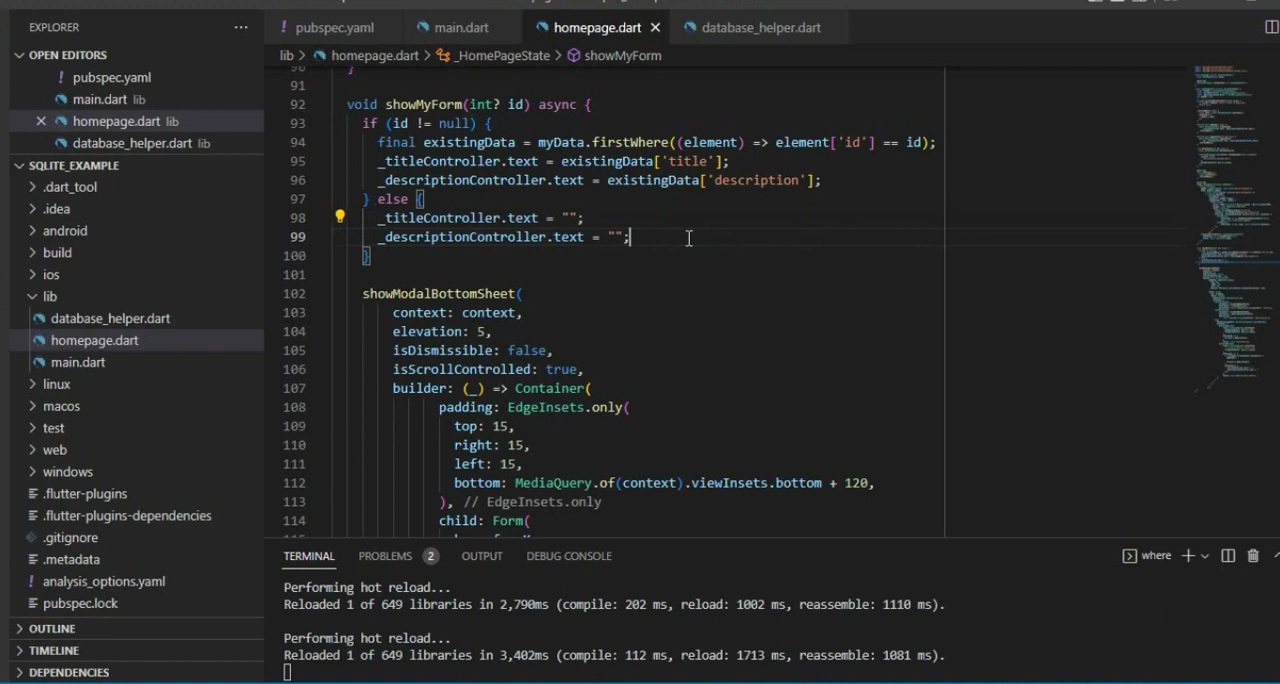 EXPLORER
OPEN EDITORS
! pubspec.yaml
main.dart lib
homepage.dart lib
database_helper.dart lib
SQLITE_EXAMPLE
.dart_tool
.idea
android
build
ios
lib
database_helper.dart
homepage.dart
main.dart
linux
macos
test
web
windows
.flutter-plugins
.flutter-plugins-dependencies
.gitignore
.metadata
! analysis_options.yaml
pubspec.lock
OUTLINE
TIMELINE
DEPENDENCIES
! pubspec.yaml main.dart homepage.dart database_helper.dart
lib > homepage.dart > _HomePageState > showMyForm
90 }
91
92 void showMyForm(int? id) async {
93 if (id != null) {
94 final existingData = myData.firstWhere((element) => element['id'] == id);
95 _titleController.text = existingData['title'];
96 _descriptionController.text = existingData['description'];
97 } else {
98 _titleController.text = "";
99 _descriptionController.text = "";
100 }
101
102 showModalBottomSheet(
103 context: context,
104 elevation: 5,
105 isDismissible: false,
106 isScrollControlled: true,
107 builder: (_) => Container(
108 padding: EdgeInsets.only(
109 top: 15,
110 right: 15,
111 left: 15,
112 bottom: MediaQuery.of(context).viewInsets.bottom + 120,
113 ), // EdgeInsets.only
114 child: Form(
TERMINAL PROBLEMS 2 OUTPUT DEBUG CONSOLE where
Performing hot reload...
Reloaded 1 of 649 libraries in 2,790ms (compile: 202 ms, reload: 1002 ms, reassemble: 1110 ms).
Performing hot reload...
Reloaded 1 of 649 libraries in 3,402ms (compile: 112 ms, reload: 1713 ms, reassemble: 1081 ms).